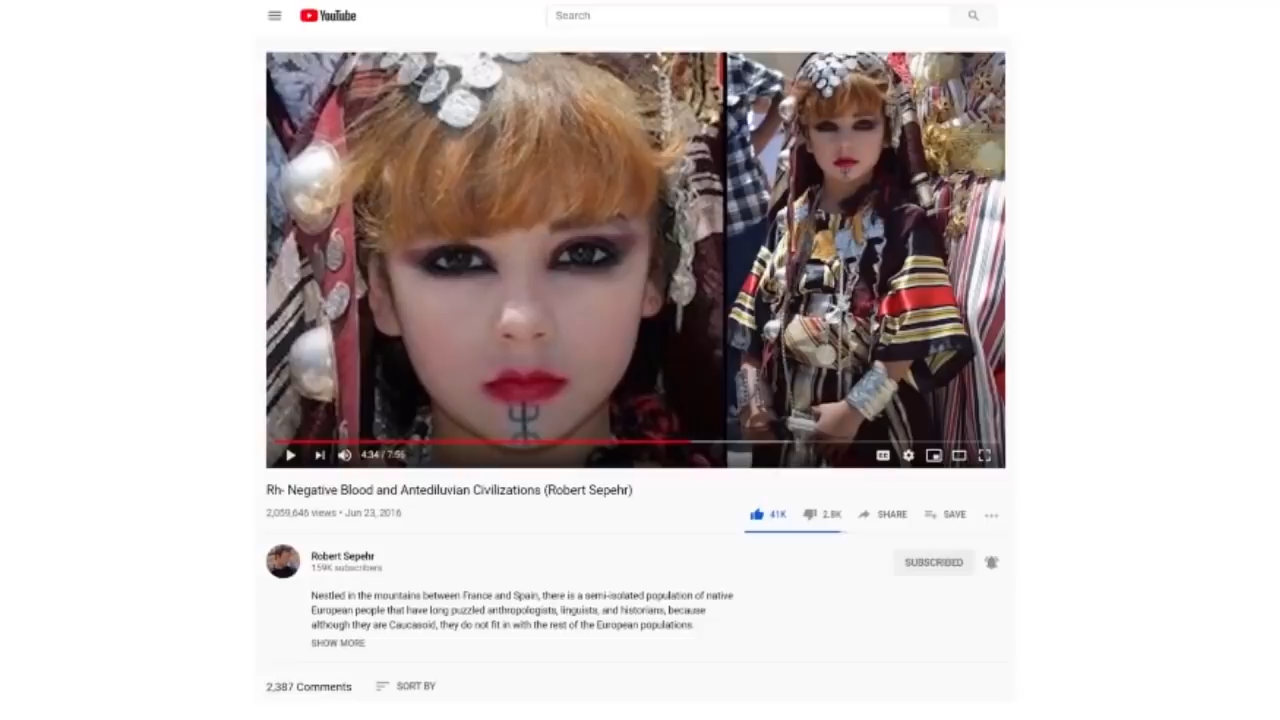 YouTube
Search
4:34 / 7:56
CC
Rh- Negative Blood and Antediluvian Civilizations (Robert Sepehr)
2,059,646 views • Jun 23, 2016
41K
2.8K
SHARE
SAVE
Robert Sepehr
159K subscribers
SUBSCRIBED
Nestled in the mountains between France and Spain, there is a semi-isolated population of native
European people that have long puzzled anthropologists, linguists, and historians, because
although they are Caucasoid, they do not fit in with the rest of the European populations.
SHOW MORE
2,387 Comments
SORT BY